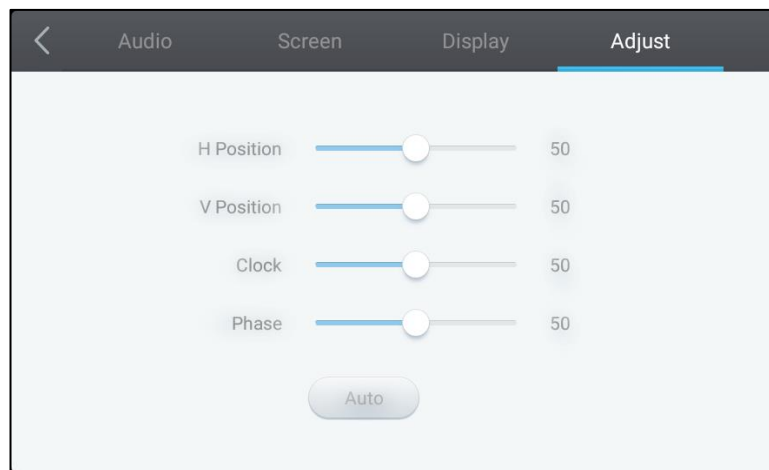 Audio Screen Display Adjust
H Position 50
V Position 50
Clock 50
Phase 50
Auto